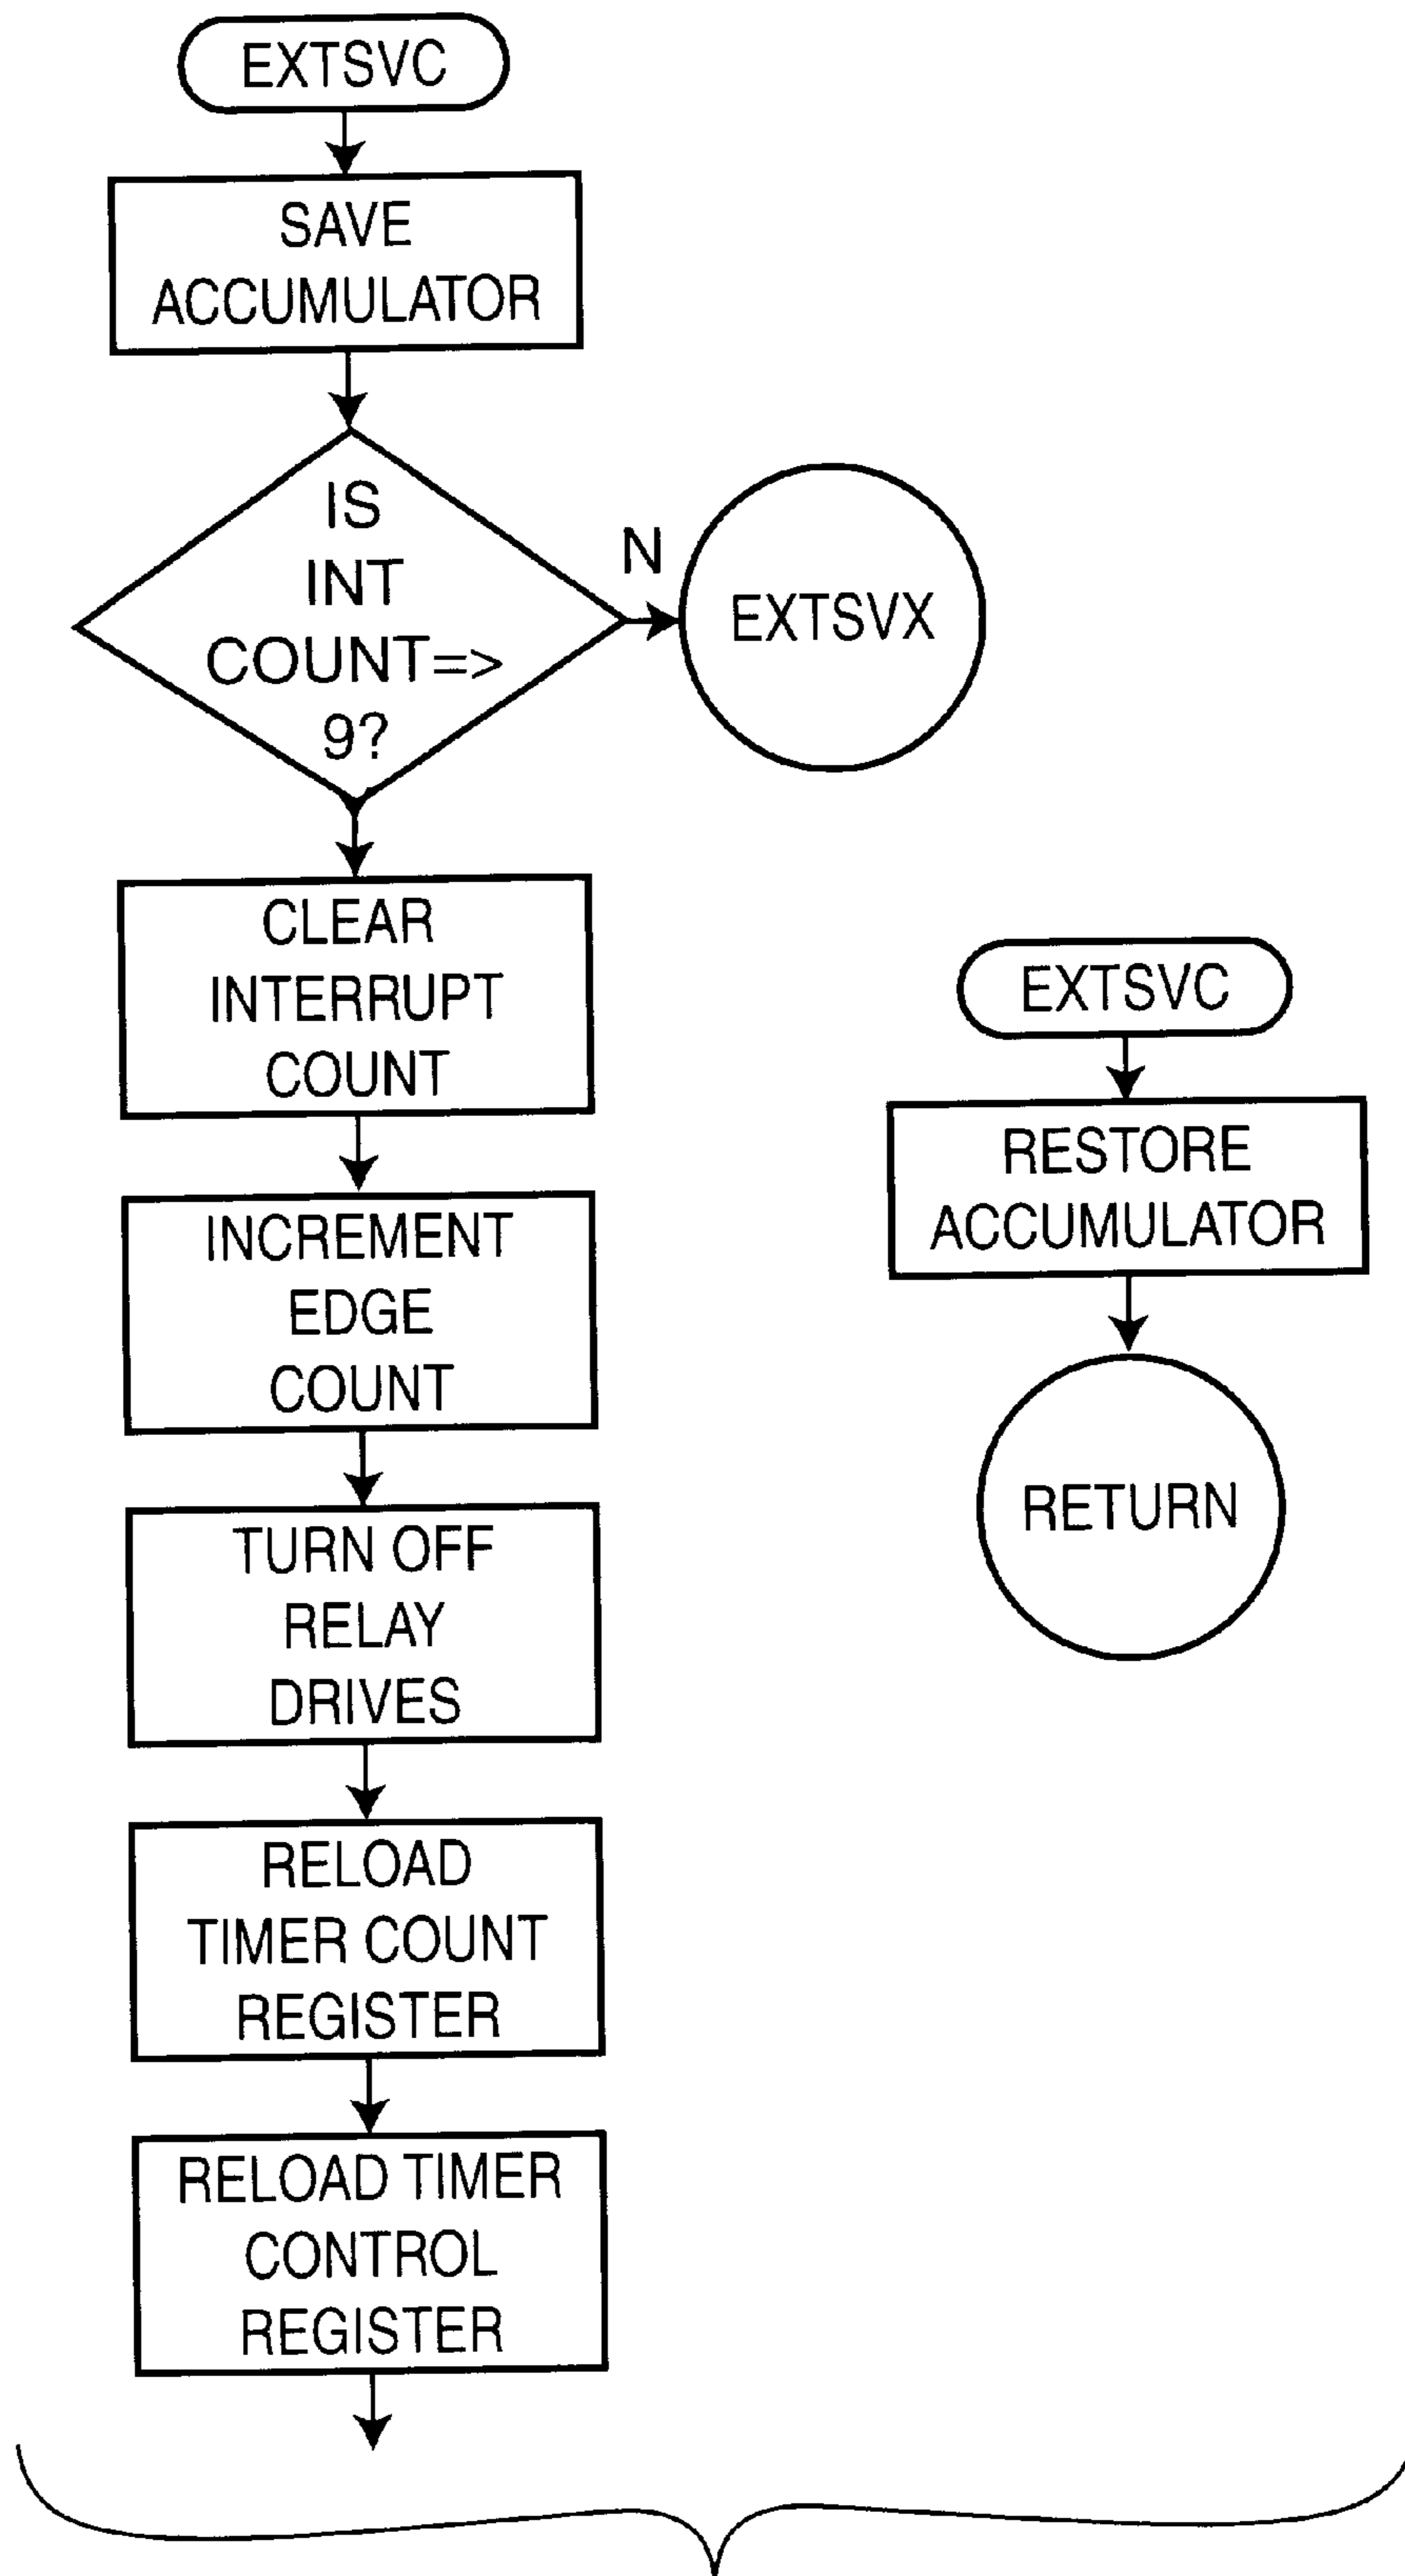 EXTSVC
SAVE
ACCUMULATOR
IS
INT
COUNT=>
9?
N
EXTSVX
CLEAR
INTERRUPT
COUNT
INCREMENT
EDGE
COUNT
TURN OFF
RELAY
DRIVES
RELOAD
TIMER COUNT
REGISTER
RELOAD TIMER
CONTROL
REGISTER
EXTSVC
RESTORE
ACCUMULATOR
RETURN